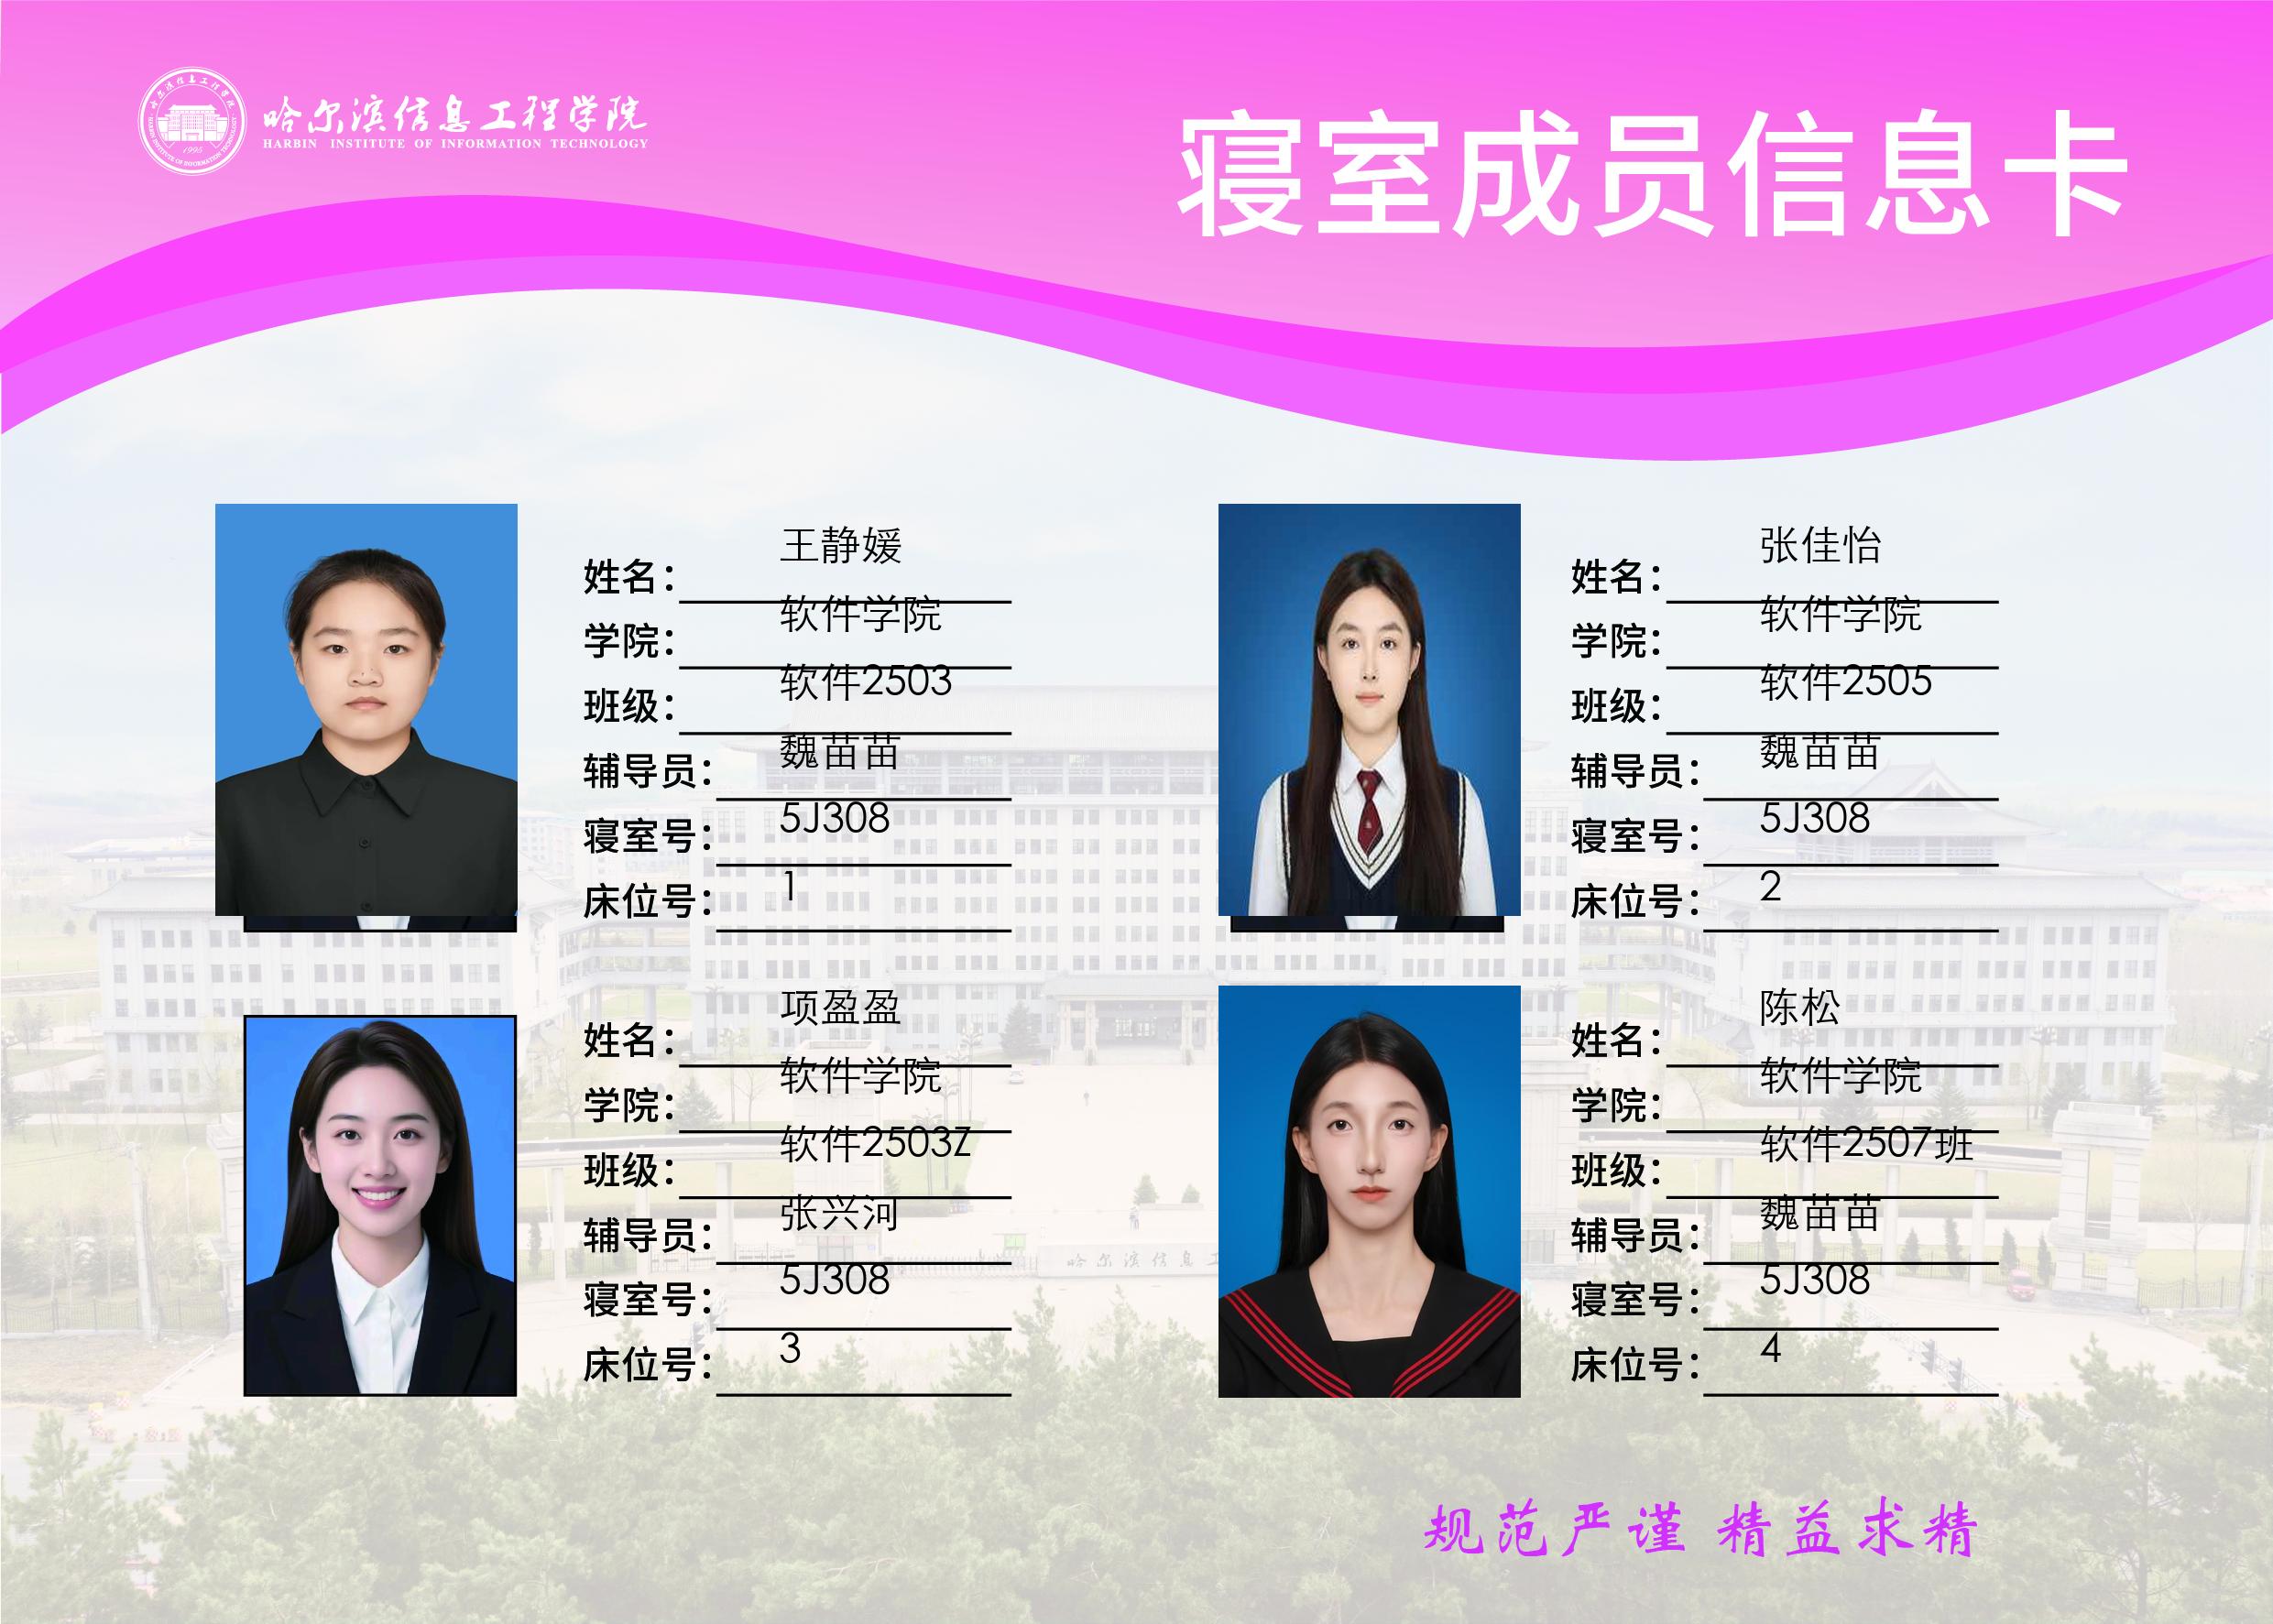 哈尔滨信息工程学院
HARBIN INSTITUTE OF INFORMATION TECHNOLOGY
1995
寝室成员信息卡
姓名：王静媛
学院：软件学院
班级：软件2503
辅导员：魏苗苗
寝室号：5J308
床位号：1
姓名：张佳怡
学院：软件学院
班级：软件2505
辅导员：魏苗苗
寝室号：5J308
床位号：2
姓名：项盈盈
学院：软件学院
班级：软件2503Z
辅导员：张兴河
寝室号：5J308
床位号：3
姓名：陈松
学院：软件学院
班级：软件2507班
辅导员：魏苗苗
寝室号：5J308
床位号：4
哈尔滨信息工
规范严谨 精益求精